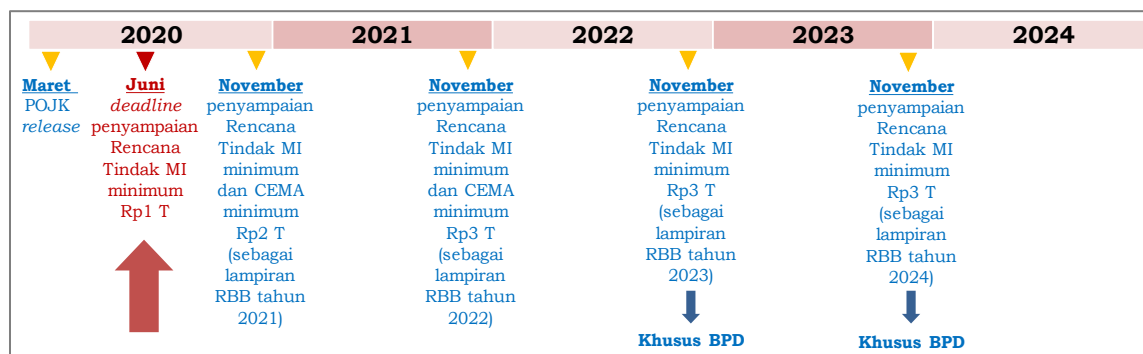 2020 2021 2022 2023 2024
Maret
POJK
release
Juni
deadline
penyampaian
Rencana
Tindak MI
minimum
Rp1 T
November
penyampaian
Rencana
Tindak MI
minimum
dan CEMA
minimum
Rp2 T
(sebagai
lampiran
RBB tahun
2021)
November
penyampaian
Rencana
Tindak MI
minimum
dan CEMA
minimum
Rp3 T
(sebagai
lampiran
RBB tahun
2022)
November
penyampaian
Rencana
Tindak MI
minimum
Rp3 T
(sebagai
lampiran
RBB tahun
2023)
Khusus BPD
November
penyampaian
Rencana
Tindak MI
minimum
Rp3 T
(sebagai
lampiran
RBB tahun
2024)
Khusus BPD